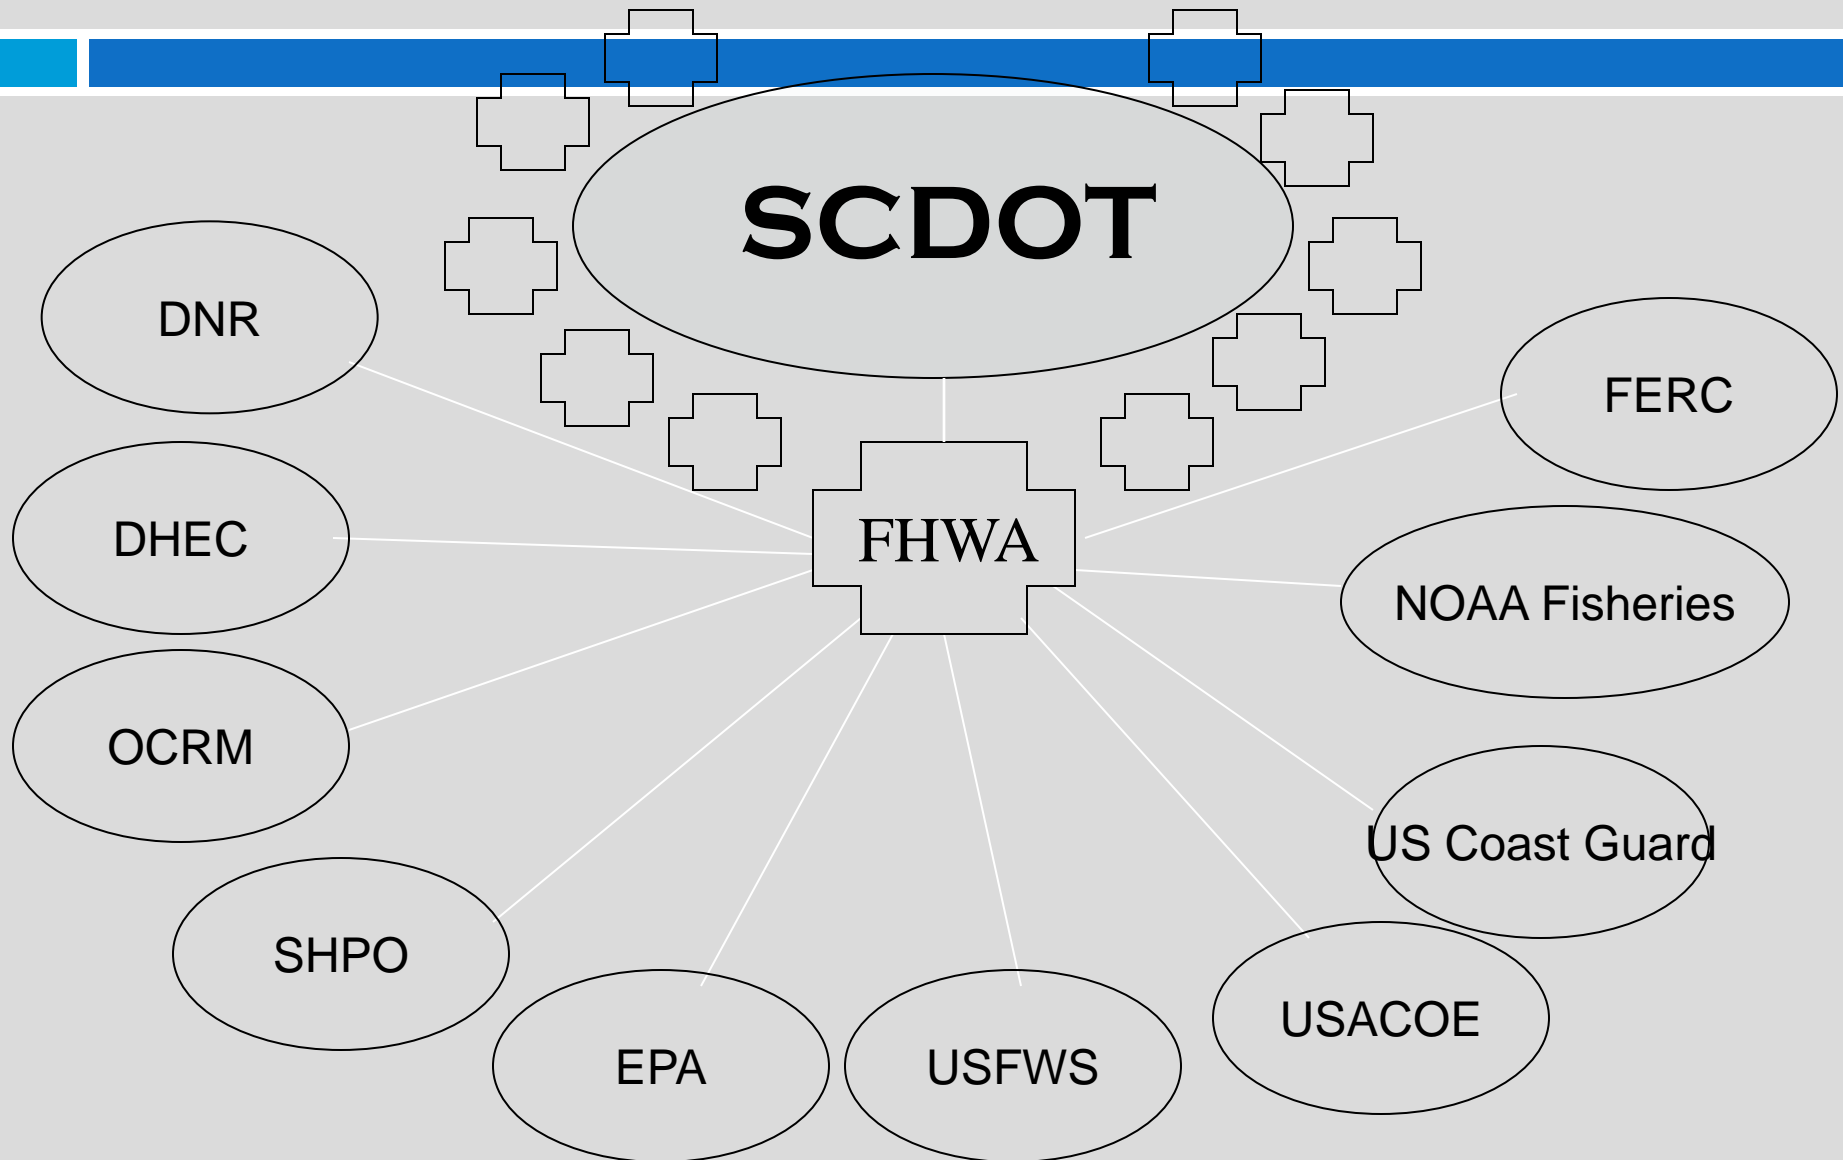 SCDOT
DNR
FERC
DHEC
FHWA
NOAA Fisheries
OCRM
US Coast Guard
SHPO
USACOE
EPA
USFWS